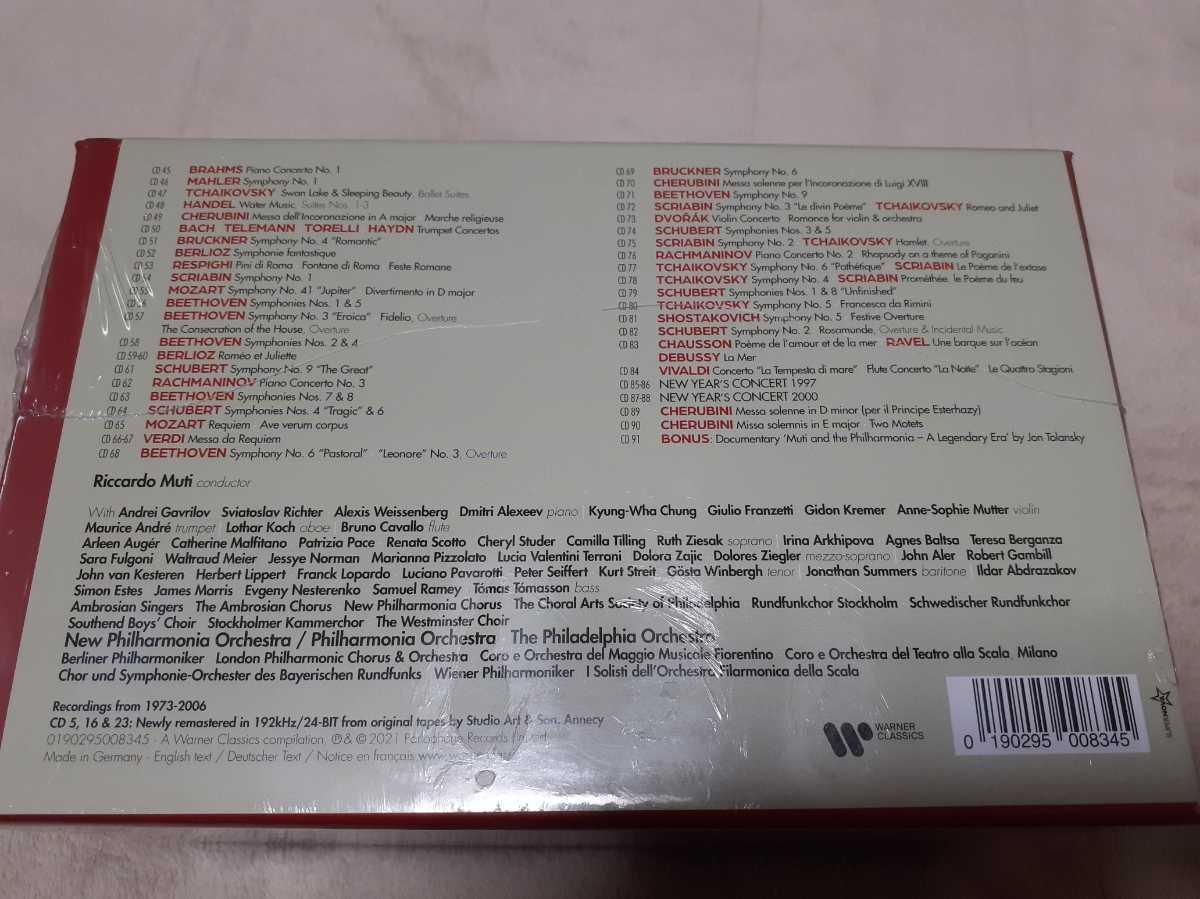 CD 45 BRAHMS Piano Concerto No. 1
CD 46 MAHLER Symphony No. 1
CD 47 TCHAIKOVSKY Swan Lake & Sleeping Beauty, Ballet Suites
CD 48 HANDEL Water Music, Suites Nos. 1-3
CD 49 CHERUBINI Messa dell'Incoronazione in A major Marche religieuse
CD 50 BACH TELEMANN TORELLI HAYDN Trumpet Concertos
CD 51 BRUCKNER Symphony No. 4 "Romantic"
CD 52 BERLIOZ Symphonie fantastique
CD 53 RESPIGHI Pini di Roma Fontane di Roma Feste Romane
CD 54 SCRIABIN Symphony No. 1
CD 55 MOZART Symphony No. 41 "Jupiter" Divertimento in D major
CD 56 BEETHOVEN Symphonies Nos. 1 & 5
CD 57 BEETHOVEN Symphony No. 3 "Eroica" Fidelio, Overture
The Consecration of the House, Overture
CD 58 BEETHOVEN Symphonies Nos. 2 & 4
CD 59-60 BERLIOZ Roméo et Juliette
CD 61 SCHUBERT Symphony No. 9 "The Great"
CD 62 RACHMANINOV Piano Concerto No. 3
CD 63 BEETHOVEN Symphonies Nos. 7 & 8
CD 64 SCHUBERT Symphonies Nos. 4 "Tragic" & 6
CD 65 MOZART Requiem Ave verum corpus
CD 66-67 VERDI Messa da Requiem
CD 68 BEETHOVEN Symphony No. 6 "Pastoral" "Leonore" No. 3, Overture
CD 69 BRUCKNER Symphony No. 6
CD 70 CHERUBINI Messa solenne per l'Incoronazione di Luigi XVIII
CD 71 BEETHOVEN Symphony No. 9
CD 72 SCRIABIN Symphony No. 3 "Le divin Poème" TCHAIKOVSKY Romeo and Juliet
CD 73 DVOŘÁK Violin Concerto Romance for violin & orchestra
CD 74 SCHUBERT Symphonies Nos. 3 & 5
CD 75 SCRIABIN Symphony No. 2 TCHAIKOVSKY Hamlet, Overture
CD 76 RACHMANINOV Piano Concerto No. 2 Rhapsody on a theme of Paganini
CD 77 TCHAIKOVSKY Symphony No. 6 "Pathétique" SCRIABIN Le Poème de l'extase
CD 78 TCHAIKOVSKY Symphony No. 4 SCRIABIN Prométhée, le Poème du feu
CD 79 SCHUBERT Symphonies Nos. 1 & 8 "Unfinished"
CD 80 TCHAIKOVSKY Symphony No. 5 Francesca da Rimini
CD 81 SHOSTAKOVICH Symphony No. 5 Festive Overture
CD 82 SCHUBERT Symphony No. 2 Rosamunde, Overture & Incidental Music
CD 83 CHAUSSON Poème de l'amour et de la mer RAVEL Une barque sur l'océan
DEBUSSY La Mer
CD 84 VIVALDI Concerto "La Tempesta di mare" Flute Concerto "La Notte" Le Quattro Stagioni
CD 85-86 NEW YEAR'S CONCERT 1997
CD 87-88 NEW YEAR'S CONCERT 2000
CD 89 CHERUBINI Messa solenne in D minor (per il Principe Esterhazy)
CD 90 CHERUBINI Missa solemnis in E major Two Motets
CD 91 BONUS: Documentary 'Muti and the Philharmonia – A Legendary Era' by Jon Tolansky
Riccardo Muti conductor
With Andrei Gavrilov Sviatoslav Richter Alexis Weissenberg Dmitri Alexeev piano | Kyung-Wha Chung Giulio Franzetti Gidon Kremer Anne-Sophie Mutter violin
Maurice André trumpet | Lothar Koch oboe | Bruno Cavallo flute
Arleen Augér Catherine Malfitano Patrizia Pace Renata Scotto Cheryl Studer Camilla Tilling Ruth Ziesak soprano | Irina Arkhipova Agnes Baltsa Teresa Berganza
Sara Fulgoni Waltraud Meier Jessye Norman Marianna Pizzolato Lucia Valentini Terrani Dolora Zajic Dolores Ziegler mezzo-soprano | John Aler Robert Gambill
John van Kesteren Herbert Lippert Franck Lopardo Luciano Pavarotti Peter Seiffert Kurt Streit Gösta Winbergh tenor | Jonathan Summers baritone | Ildar Abdrazakov
Simon Estes James Morris Evgeny Nesterenko Samuel Ramey Tómas Tómasson bass
Ambrosian Singers The Ambrosian Chorus New Philharmonia Chorus The Choral Arts Society of Philadelphia Rundfunkchor Stockholm Schwedischer Rundfunkchor
Southend Boys' Choir Stockholmer Kammerchor The Westminster Choir
New Philharmonia Orchestra / Philharmonia Orchestra The Philadelphia Orchestra
Berliner Philharmoniker London Philharmonic Chorus & Orchestra Coro e Orchestra del Maggio Musicale Fiorentino Coro e Orchestra del Teatro alla Scala, Milano
Chor und Symphonie-Orchester des Bayerischen Rundfunks Wiener Philharmoniker I Solisti dell'Orchestra Filarmonica della Scala
Recordings from 1973-2006
CD 5, 16 & 23: Newly remastered in 192kHz/24-BIT from original tapes by Studio Art & Son, Annecy
0190295008345 · A Warner Classics compilation, ℗ & © 2021 Parlophone Records Limited
Made in Germany - English text / Deutscher Text / Notice en français
WARNER
CLASSICS
0 190295 008345